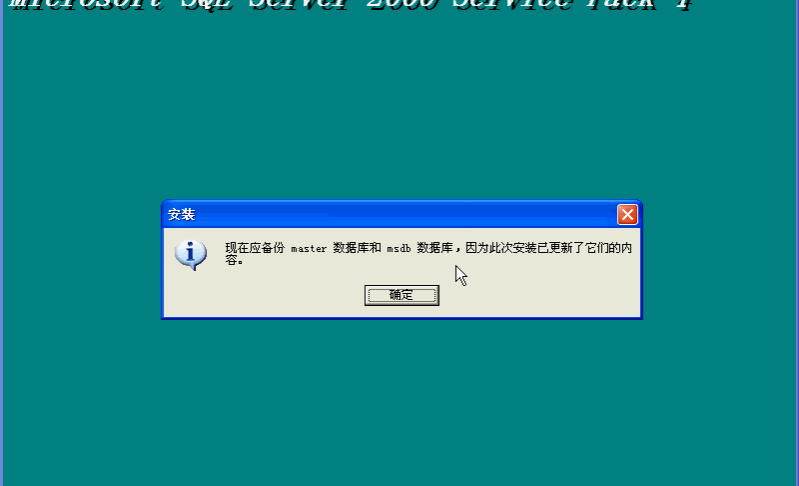 Microsoft SQL Server 2000 Service Pack 4
安装
现在应备份 master 数据库和 msdb 数据库，因为此次安装已更新了它们的内
容。
确定